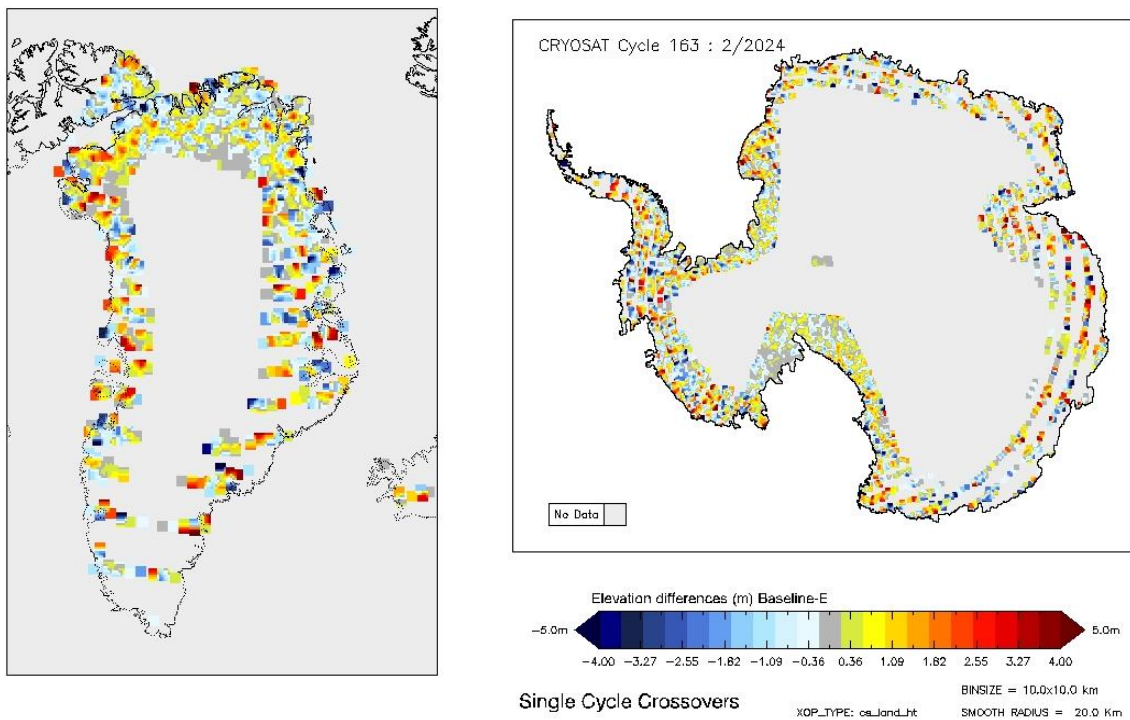 CRYOSAT Cycle 163 : 2/2024
No Data
Elevation differences (m) Baseline-E
-5.0m 5.0m
-4.00 -3.27 -2.55 -1.82 -1.09 -0.36 0.36 1.09 1.82 2.55 3.27 4.00
Single Cycle Crossovers
BINSIZE = 10.0x10.0 km
XOP_TYPE: cs_land_ht SMOOTH RADIUS = 20.0 Km